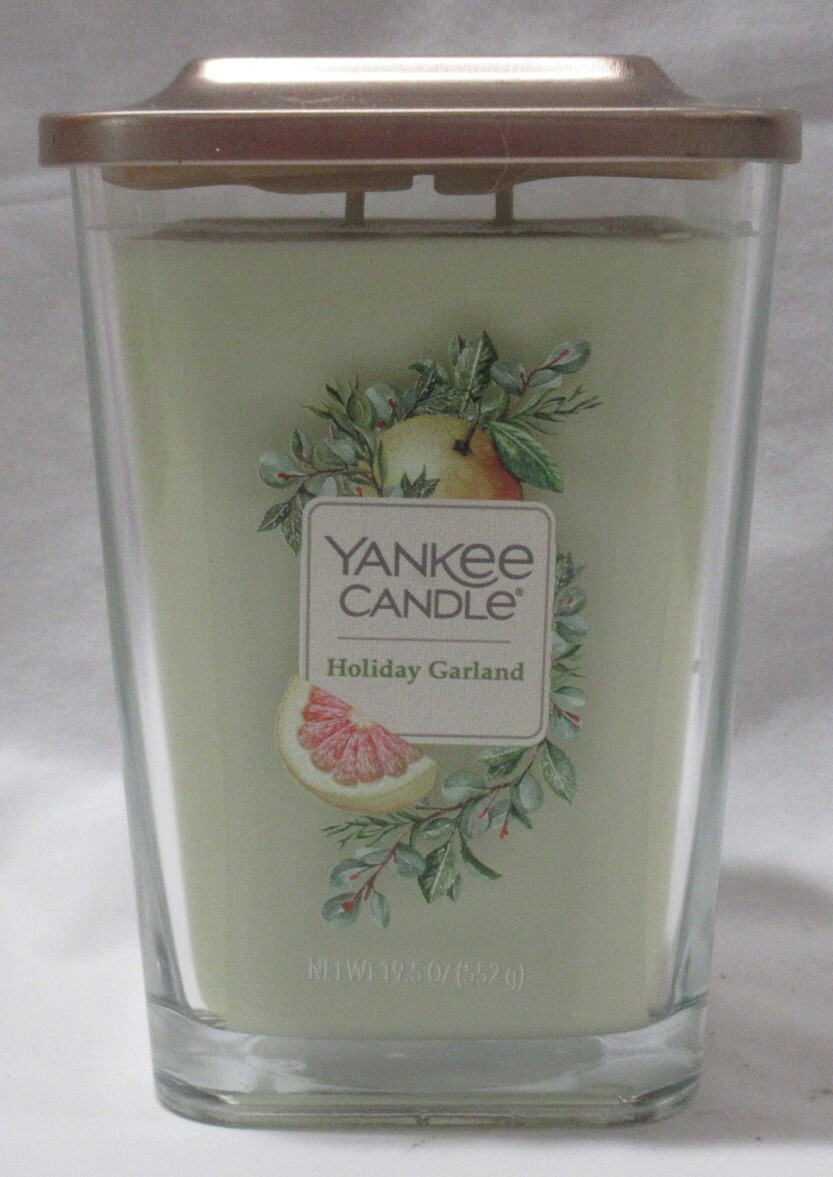 YANKEE
CANDLE®
Holiday Garland
NET WT 19.5 OZ (552 g)